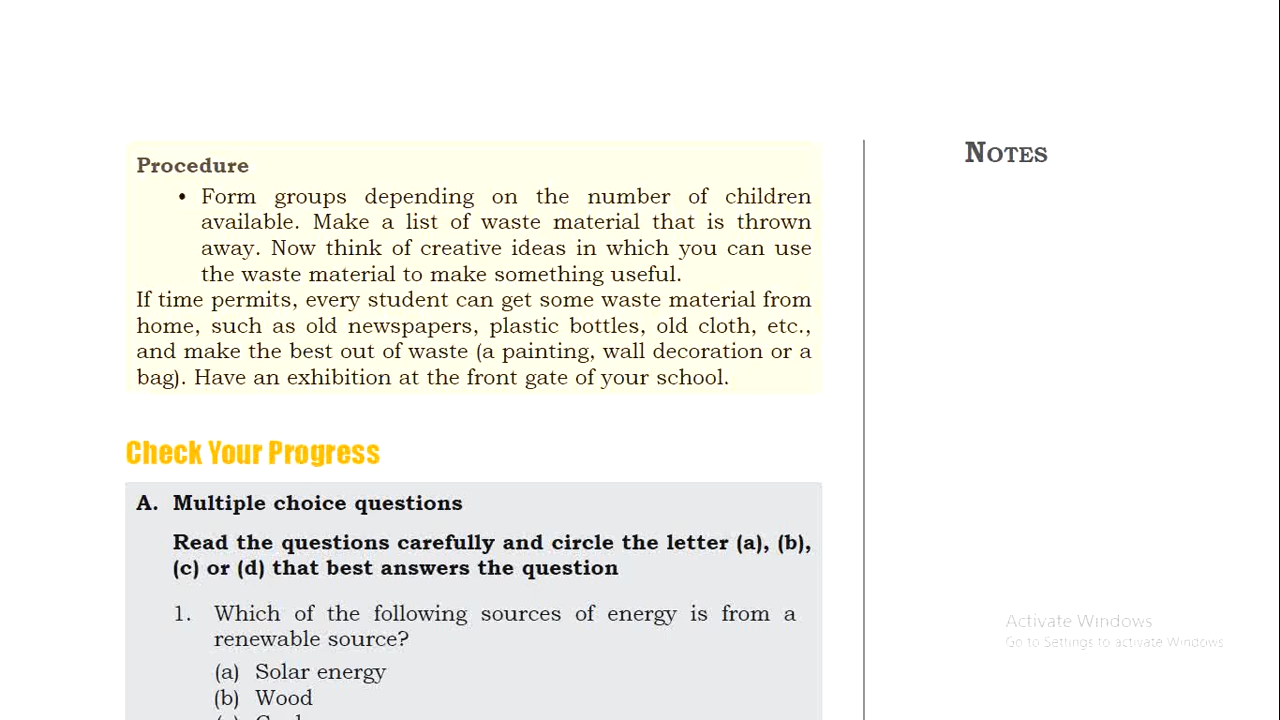 Procedure
• Form groups depending on the number of children
available. Make a list of waste material that is thrown
away. Now think of creative ideas in which you can use
the waste material to make something useful.
If time permits, every student can get some waste material from
home, such as old newspapers, plastic bottles, old cloth, etc.,
and make the best out of waste (a painting, wall decoration or a
bag). Have an exhibition at the front gate of your school.
Check Your Progress
A. Multiple choice questions
Read the questions carefully and circle the letter (a), (b),
(c) or (d) that best answers the question
1. Which of the following sources of energy is from a
renewable source?
(a) Solar energy
(b) Wood
NOTES
Activate Windows
Go to Settings to activate Windows